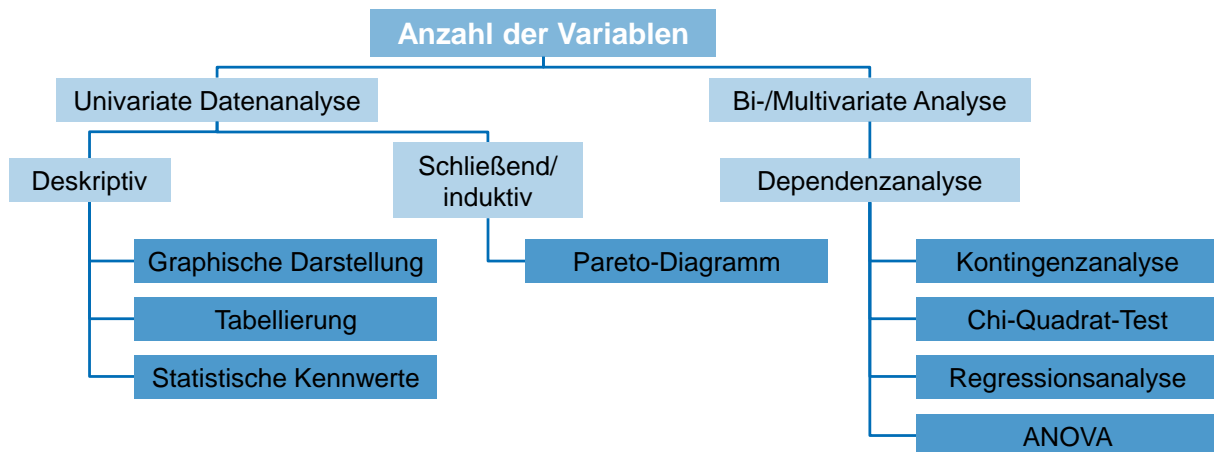 Anzahl der Variablen
Univariate Datenanalyse
Bi-/Multivariate Analyse
Deskriptiv
Schließend/
induktiv
Dependenzanalyse
Graphische Darstellung
Pareto-Diagramm
Kontingenzanalyse
Tabellierung
Chi-Quadrat-Test
Statistische Kennwerte
Regressionsanalyse
ANOVA